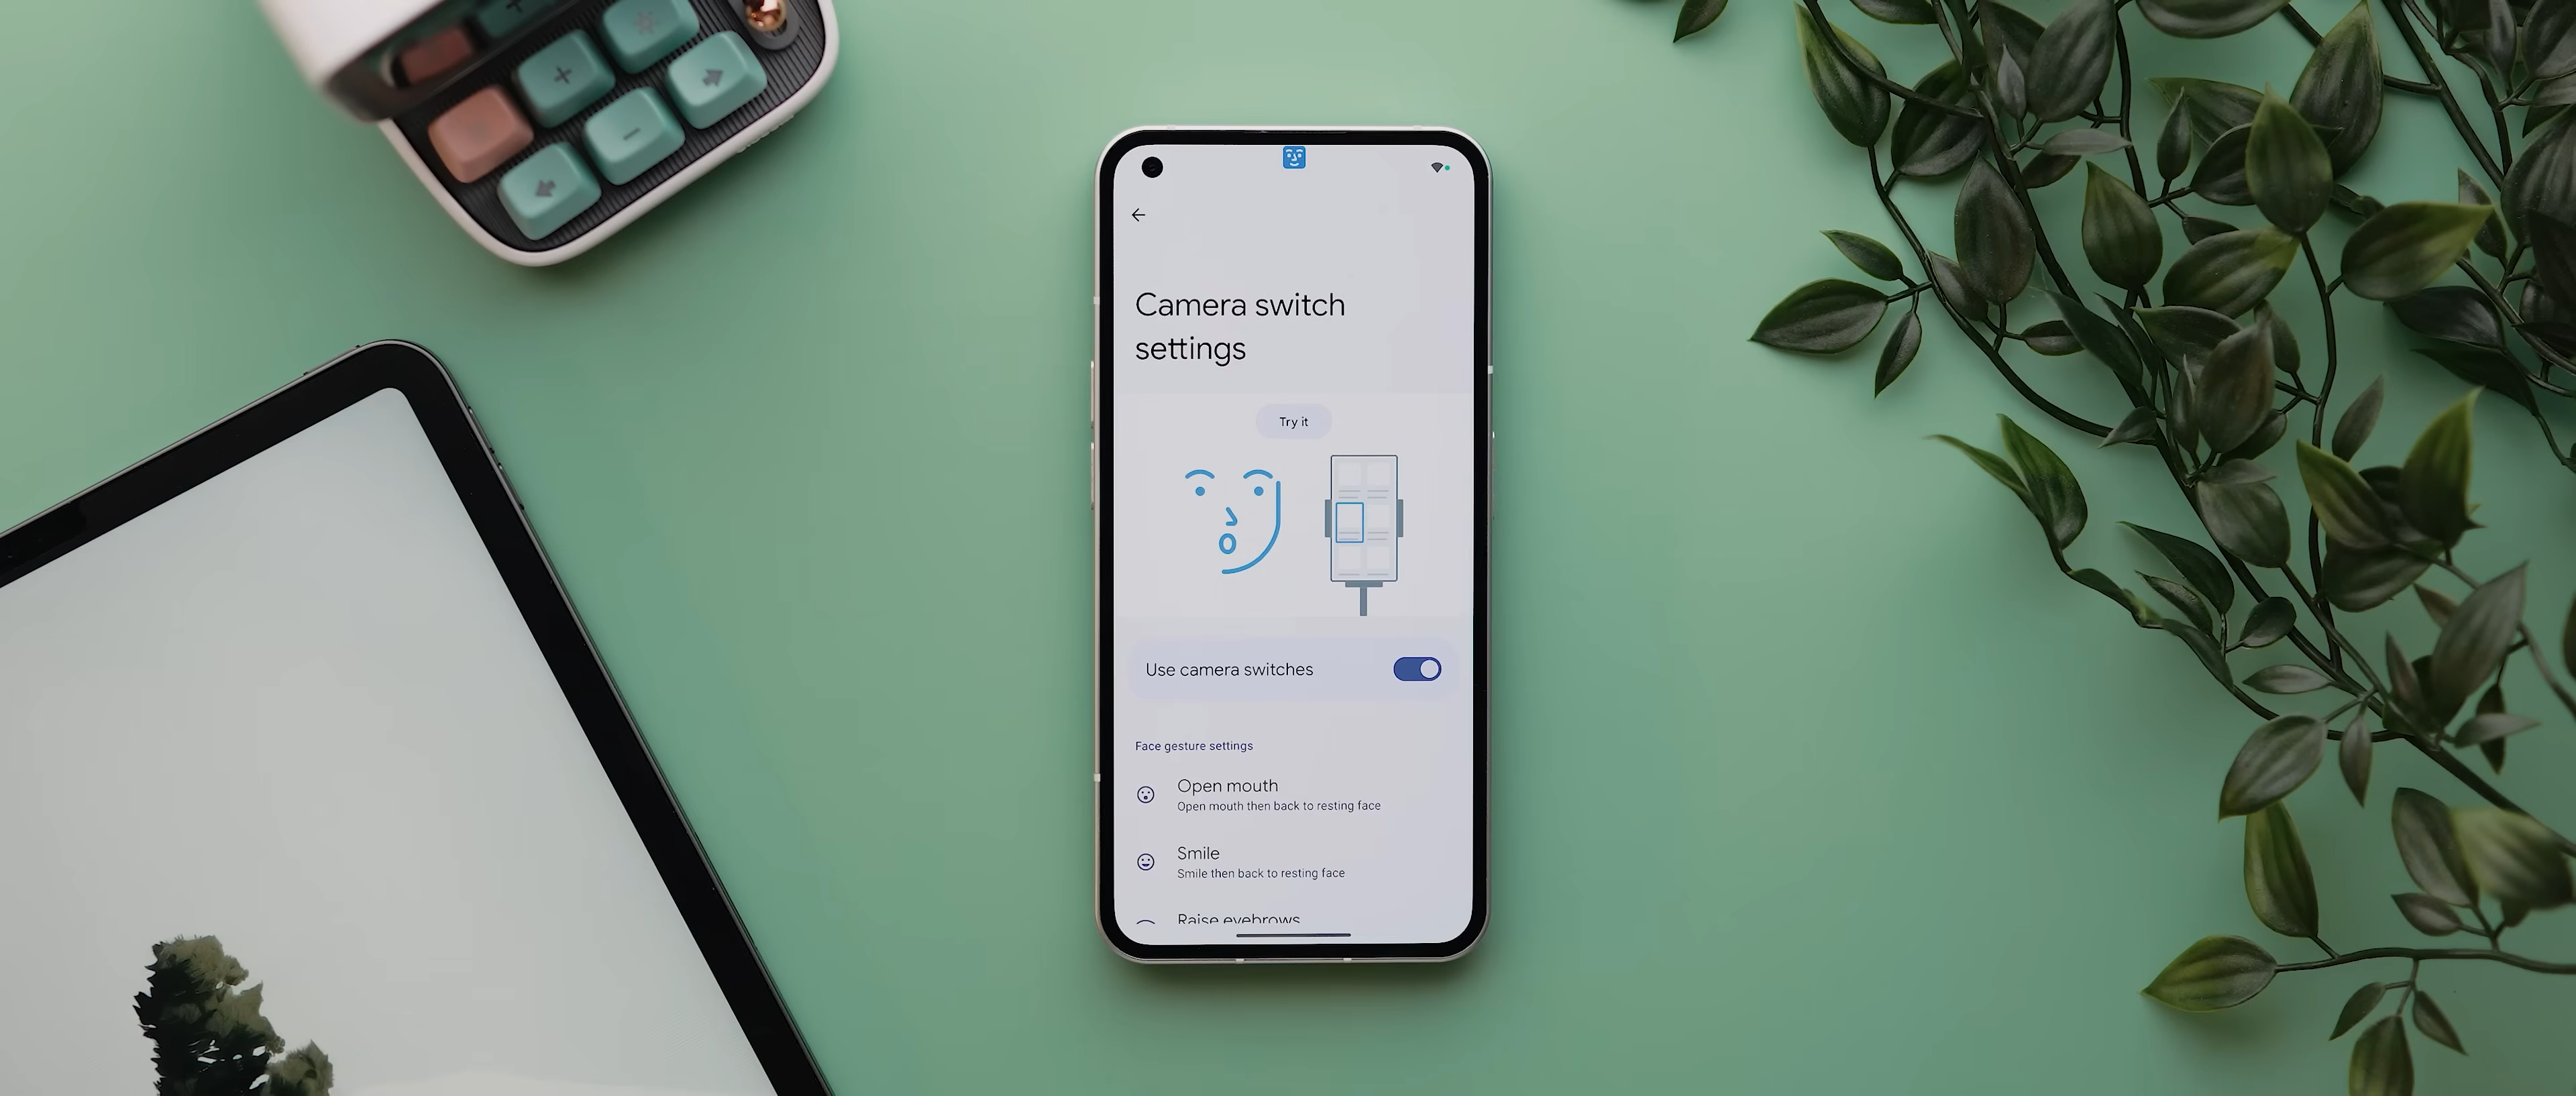 Camera switch
settings
Try it
Use camera switches
Face gesture settings
Open mouth
Open mouth then back to resting face
Smile
Smile then back to resting face
Raise eyebrows